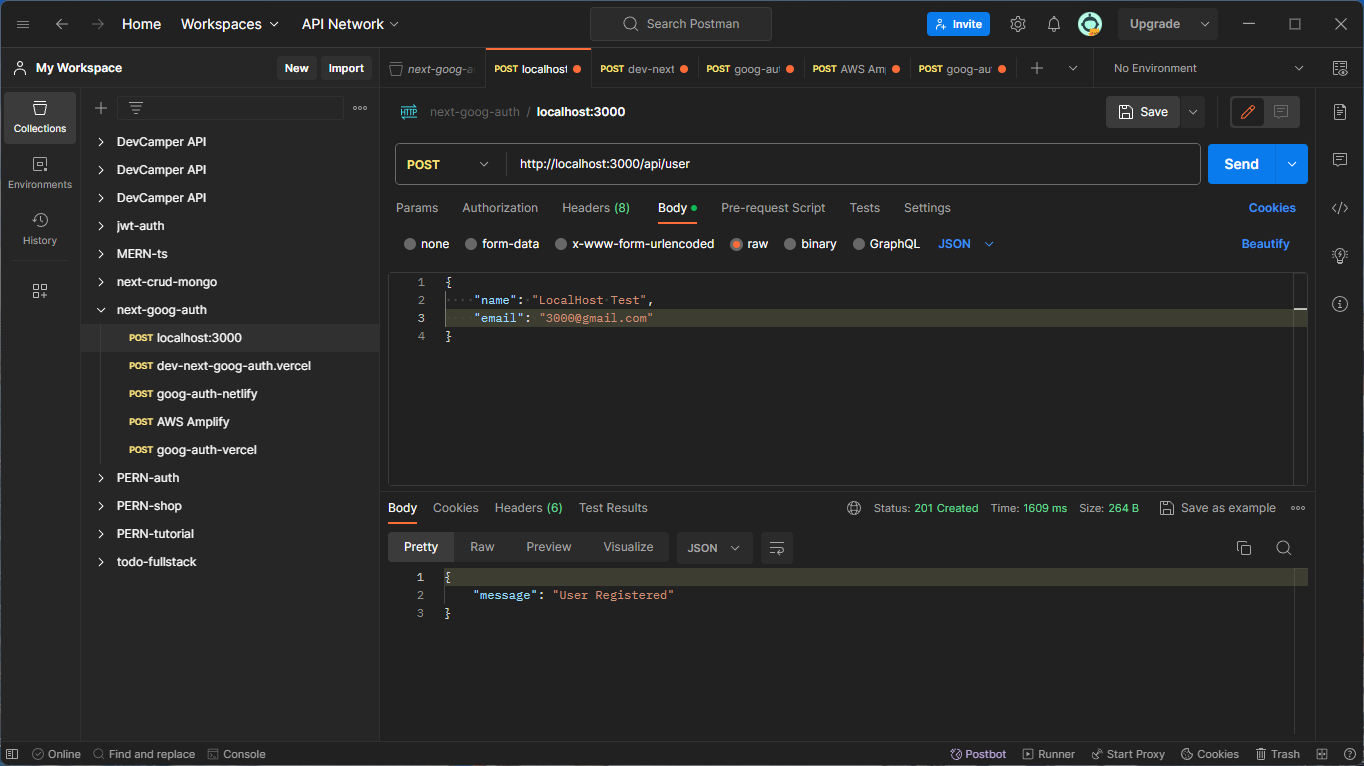 Home Workspaces API Network Search Postman Invite Upgrade
My Workspace New Import next-goog-a POST localhost POST dev-next POST goog-aut POST AWS Am POST goog-au No Environment
Collections
Environments
History
DevCamper API
DevCamper API
DevCamper API
jwt-auth
MERN-ts
next-crud-mongo
next-goog-auth
POST localhost:3000
POST dev-next-goog-auth.vercel
POST goog-auth-netlify
POST AWS Amplify
POST goog-auth-vercel
PERN-auth
PERN-shop
PERN-tutorial
todo-fullstack
HTTP next-goog-auth / localhost:3000 Save
POST http://localhost:3000/api/user Send
Params Authorization Headers (8) Body Pre-request Script Tests Settings Cookies
none form-data x-www-form-urlencoded raw binary GraphQL JSON Beautify
1 {
2 "name": "LocalHost Test",
3 "email": "3000@gmail.com"
4 }
Body Cookies Headers (6) Test Results Status: 201 Created Time: 1609 ms Size: 264 B Save as example
Pretty Raw Preview Visualize JSON
1 {
2 "message": "User Registered"
3 }
Online Find and replace Console Postbot Runner Start Proxy Cookies Trash